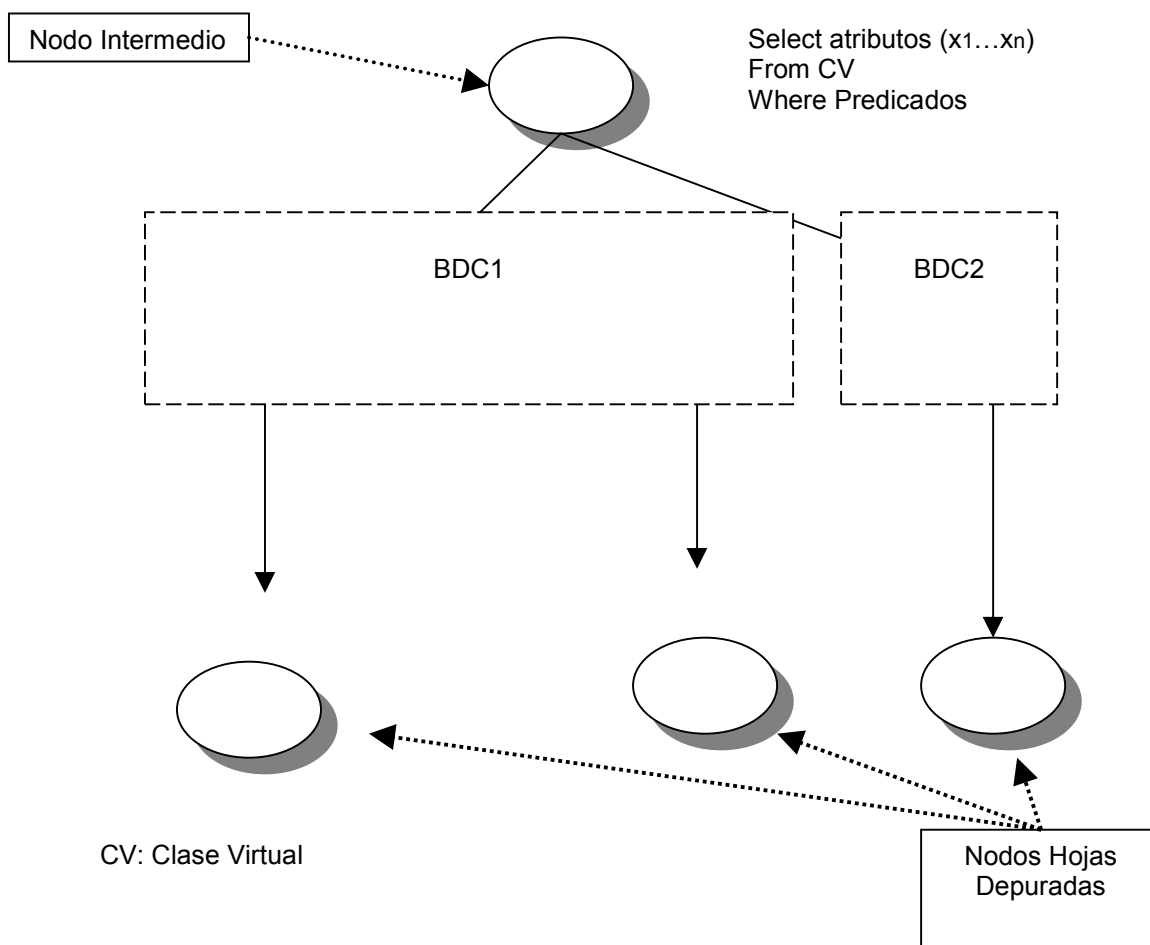 Nodo Intermedio
Select atributos (x1…xn)
From CV
Where Predicados
BDC1
BDC2
CV: Clase Virtual
Nodos Hojas
Depuradas